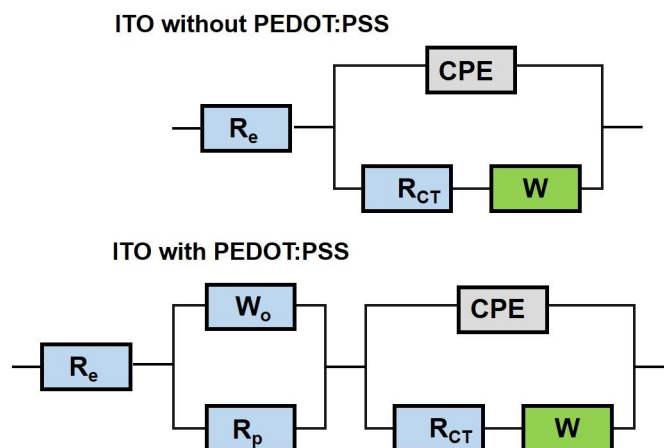 ITO without PEDOT:PSS
CPE
Re
RCT
W
ITO with PEDOT:PSS
Wo
CPE
Re
Rp
RCT
W